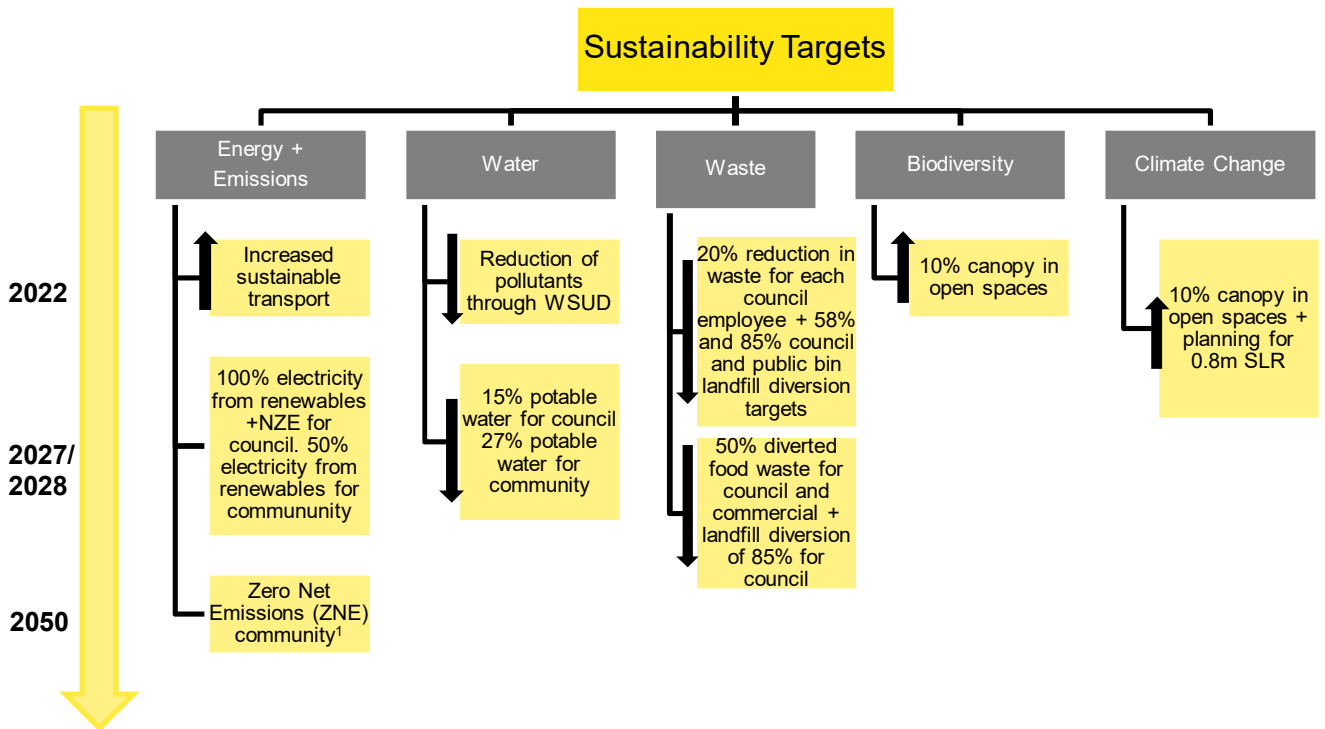 Sustainability Targets
Energy +
Emissions
Water
Waste
Biodiversity
Climate Change
2022
Increased
sustainable
transport
Reduction of
pollutants
through WSUD
20% reduction in
waste for each
council
employee + 58%
and 85% council
and public bin
landfill diversion
targets
10% canopy in
open spaces
10% canopy in
open spaces +
planning for
0.8m SLR
2027/
2028
100% electricity
from renewables
+NZE for
council. 50%
electricity from
renewables for
commununity
15% potable
water for council
27% potable
water for
community
50% diverted
food waste for
council and
commercial +
landfill diversion
of 85% for
council
2050
Zero Net
Emissions (ZNE)
community¹